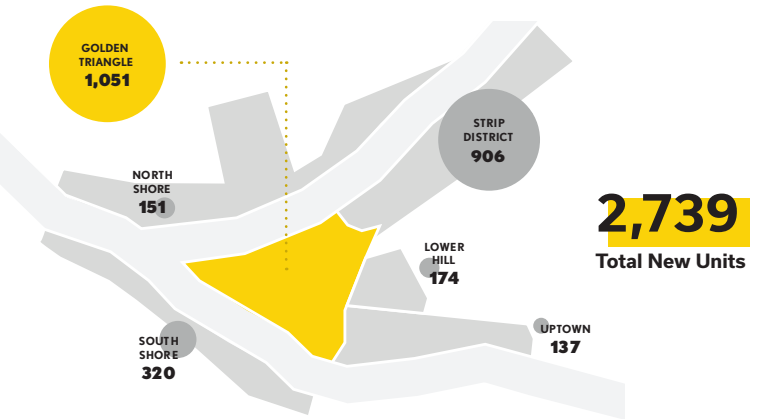 GOLDEN
TRIANGLE
1,051
STRIP
DISTRICT
906
NORTH
SHORE
151
2,739
Total New Units
LOWER
HILL
174
SOUTH
SHORE
320
UPTOWN
137